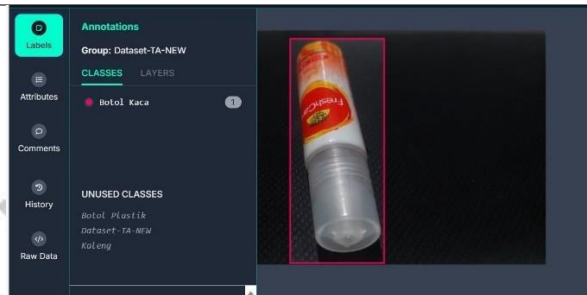 Labels
Attributes
Comments
History
Raw Data
Annotations
Group: Dataset-TA-NEW
CLASSES LAYERS
Botol Kaca 1
UNUSED CLASSES
Botol Plastik
Dataset-TA-NEW
Kaleng
FreshCare